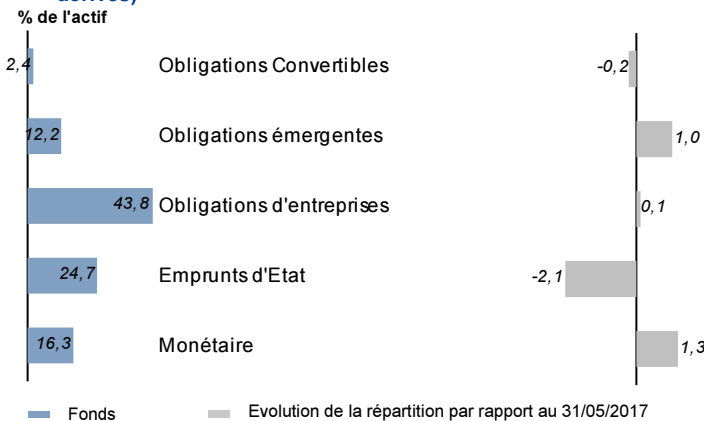 % de l'actif
2,4 Obligations Convertibles -0,2
12,2 Obligations émergentes 1,0
43,8 Obligations d'entreprises 0,1
24,7 Emprunts d'Etat -2,1
16,3 Monétaire 1,3
Fonds Evolution de la répartition par rapport au 31/05/2017